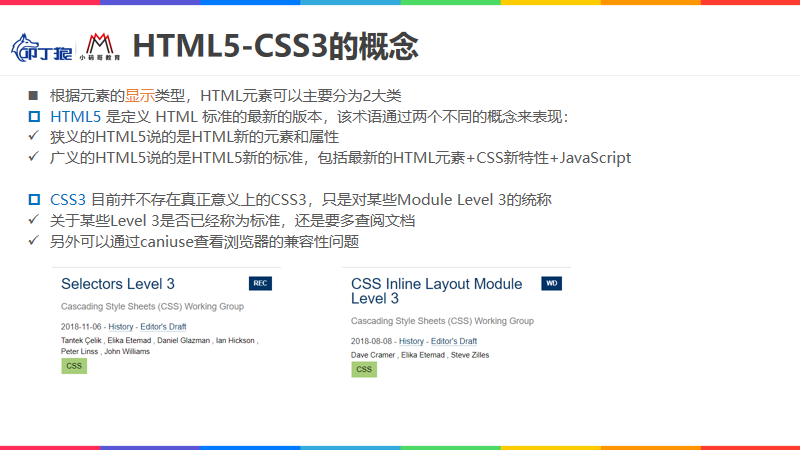 叩丁狼
小码哥教育
HTML5-CSS3的概念
根据元素的显示类型，HTML元素可以主要分为2大类
HTML5 是定义 HTML 标准的最新的版本，该术语通过两个不同的概念来表现：
狭义的HTML5说的是HTML新的元素和属性
广义的HTML5说的是HTML5新的标准，包括最新的HTML元素+CSS新特性+JavaScript
CSS3 目前并不存在真正意义上的CSS3，只是对某些Module Level 3的统称
关于某些Level 3是否已经称为标准，还是要多查阅文档
另外可以通过caniuse查看浏览器的兼容性问题
Selectors Level 3 REC
Cascading Style Sheets (CSS) Working Group
2018-11-06 - History - Editor's Draft
Tantek Çelik , Elika Etemad , Daniel Glazman , Ian Hickson ,
Peter Linss , John Williams
CSS
CSS Inline Layout Module WD
Level 3
Cascading Style Sheets (CSS) Working Group
2018-08-08 - History - Editor's Draft
Dave Cramer , Elika Etemad , Steve Zilles
CSS